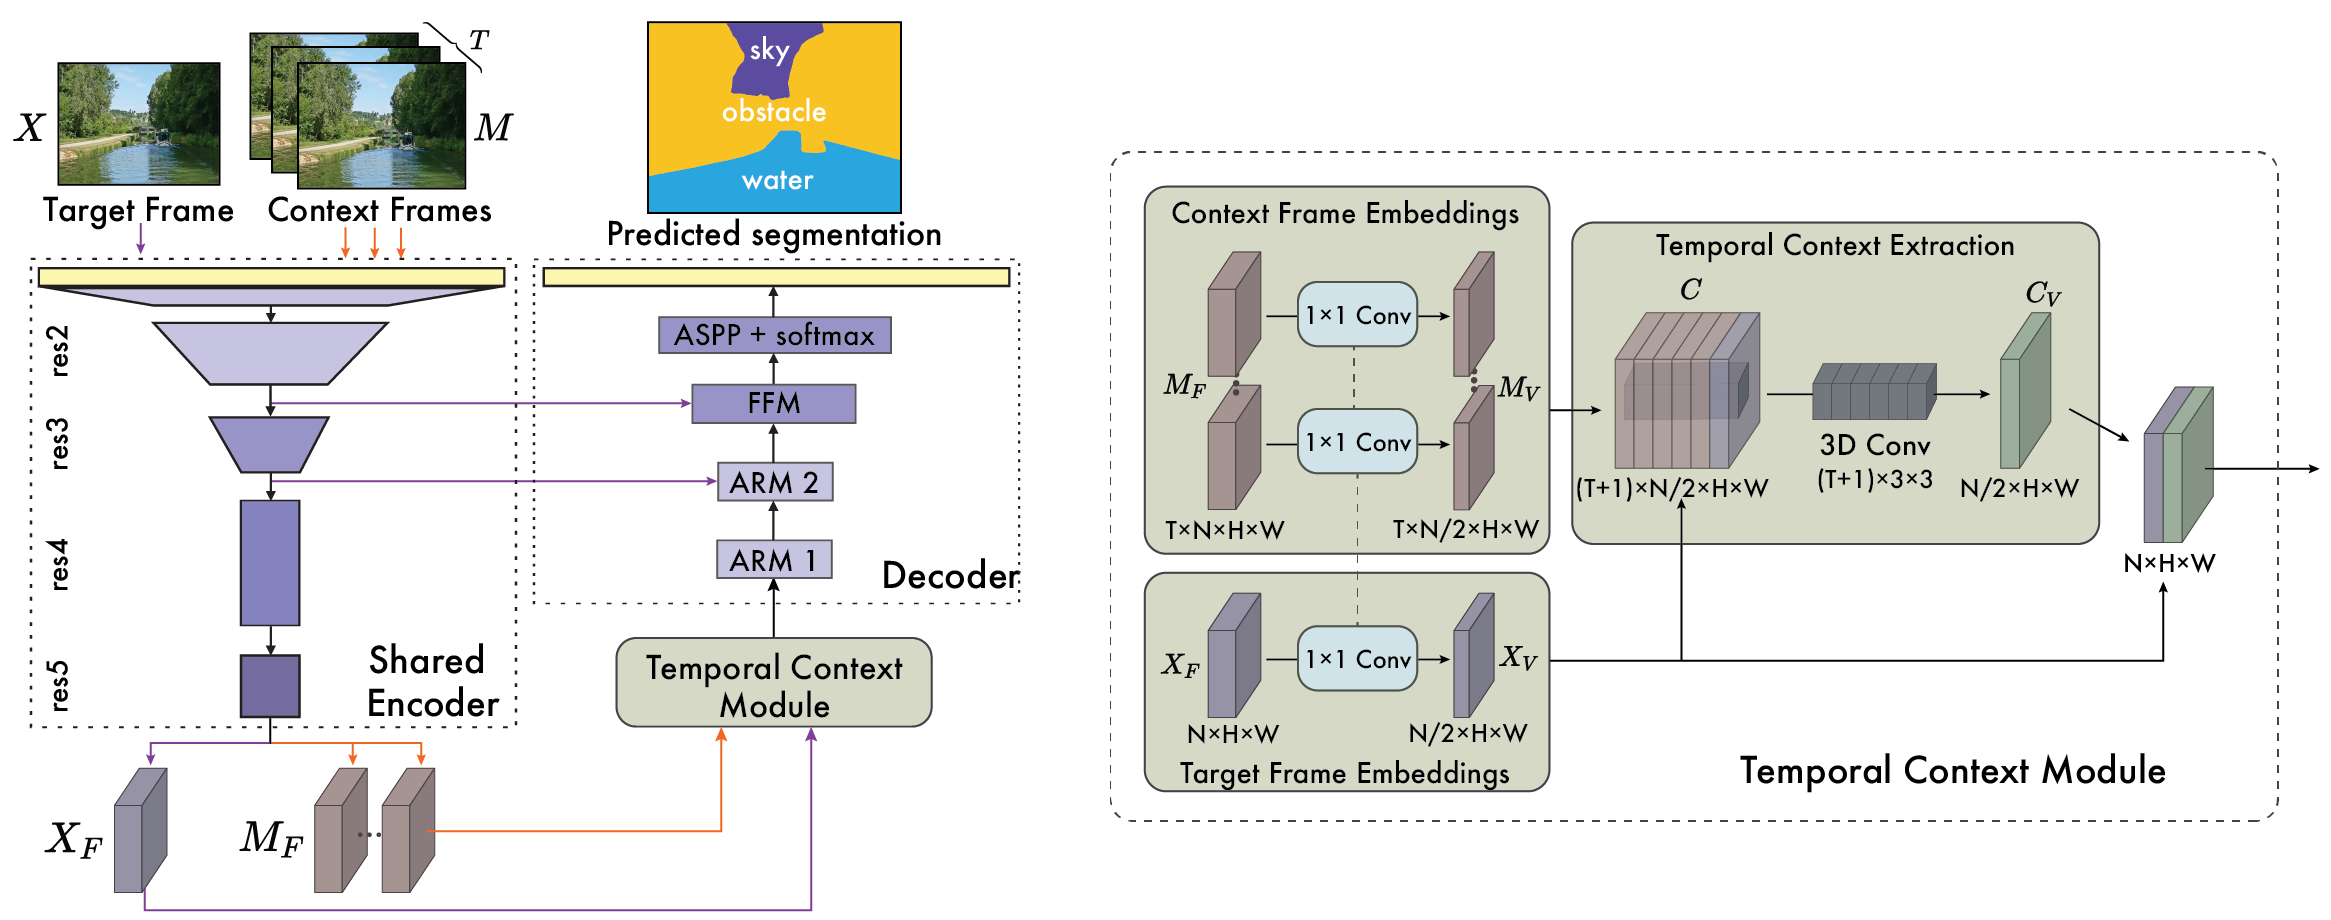 X
Target Frame
T
M
Context Frames
res2
res3
res4
res5
Shared
Encoder
X_F
M_F
sky
obstacle
water
Predicted segmentation
ASPP + softmax
FFM
ARM 2
ARM 1
Decoder
Temporal Context
Module
Context Frame Embeddings
1×1 Conv
M_F
M_V
1×1 Conv
T×N×H×W
T×N/2×H×W
X_F
1×1 Conv
X_V
N×H×W
N/2×H×W
Target Frame Embeddings
Temporal Context Extraction
C
C_V
3D Conv
(T+1)×3×3
(T+1)×N/2×H×W
N/2×H×W
N×H×W
Temporal Context Module